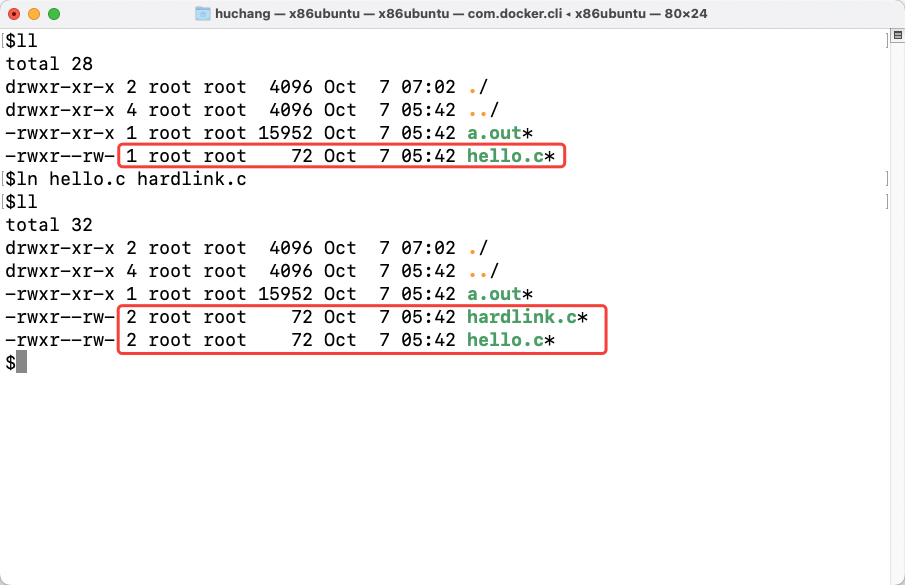 huchang — x86ubuntu — x86ubuntu — com.docker.cli ◂ x86ubuntu — 80×24
[$ll ]
total 28
drwxr-xr-x 2 root root  4096 Oct  7 07:02 ./
drwxr-xr-x 4 root root  4096 Oct  7 05:42 ../
-rwxr-xr-x 1 root root 15952 Oct  7 05:42 a.out*
-rwxr--rw- 1 root root    72 Oct  7 05:42 hello.c*
[$ln hello.c hardlink.c ]
[$ll ]
total 32
drwxr-xr-x 2 root root  4096 Oct  7 07:02 ./
drwxr-xr-x 4 root root  4096 Oct  7 05:42 ../
-rwxr-xr-x 1 root root 15952 Oct  7 05:42 a.out*
-rwxr--rw- 2 root root    72 Oct  7 05:42 hardlink.c*
-rwxr--rw- 2 root root    72 Oct  7 05:42 hello.c*
$